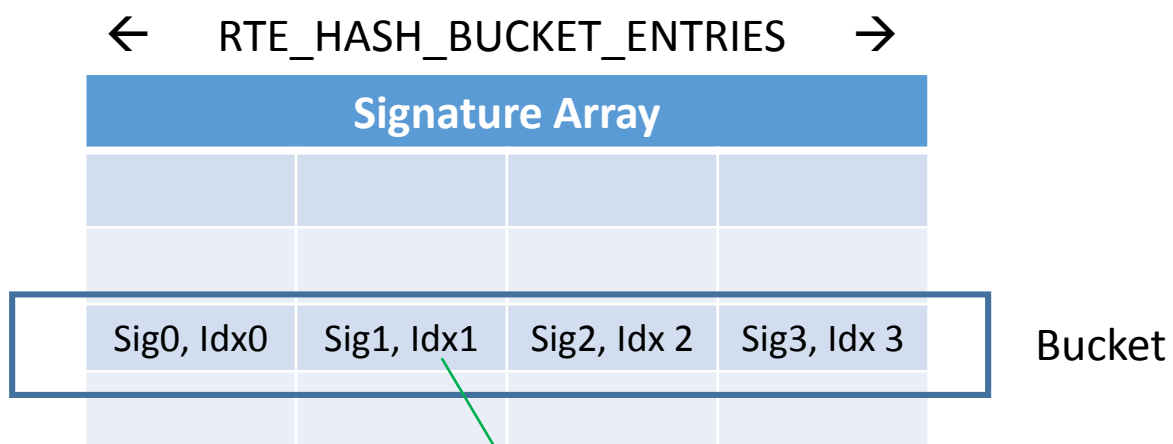 ← RTE_HASH_BUCKET_ENTRIES →
Signature Array
Sig0, Idx0 Sig1, Idx1 Sig2, Idx 2 Sig3, Idx 3
Bucket